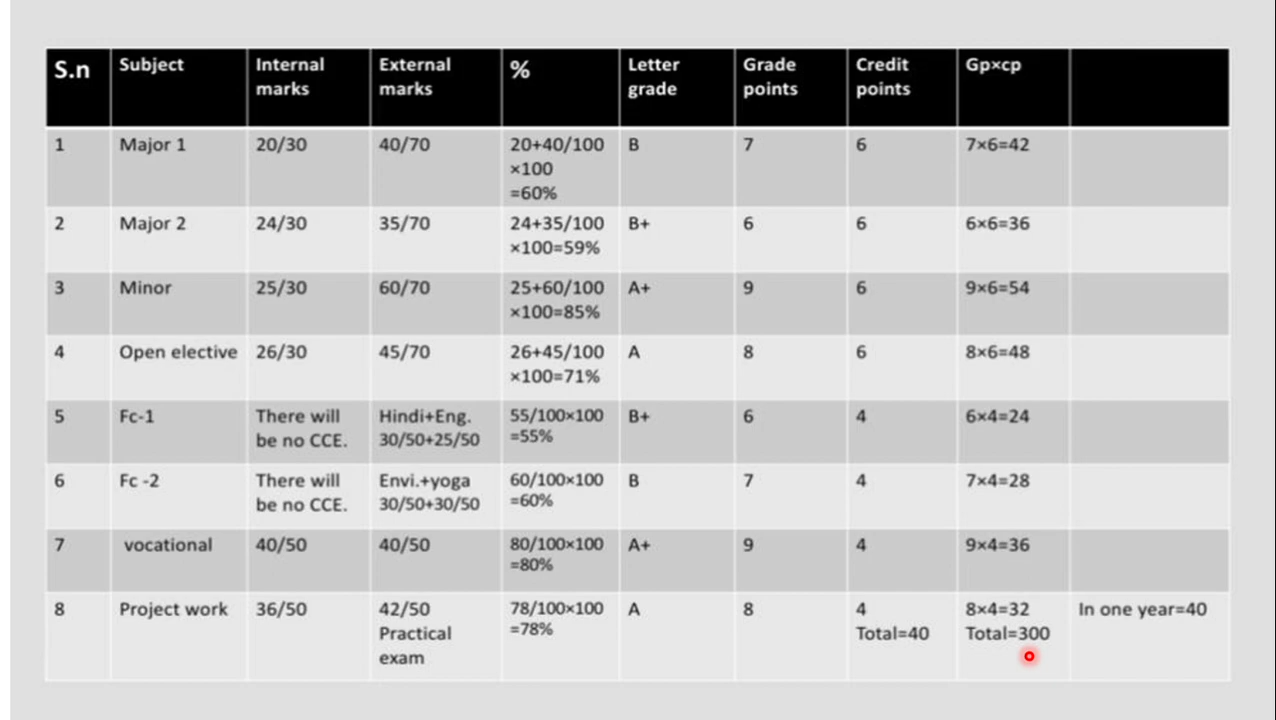 S.n Subject Internal marks External marks % Letter grade Grade points Credit points Gp×cp
1 Major 1 20/30 40/70 20+40/100 ×100 =60% B 7 6 7×6=42
2 Major 2 24/30 35/70 24+35/100 ×100=59% B+ 6 6 6×6=36
3 Minor 25/30 60/70 25+60/100 ×100=85% A+ 9 6 9×6=54
4 Open elective 26/30 45/70 26+45/100 ×100=71% A 8 6 8×6=48
5 Fc-1 There will be no CCE. Hindi+Eng. 30/50+25/50 55/100×100 =55% B+ 6 4 6×4=24
6 Fc -2 There will be no CCE. Envi.+yoga 30/50+30/50 60/100×100 =60% B 7 4 7×4=28
7 vocational 40/50 40/50 80/100×100 =80% A+ 9 4 9×4=36
8 Project work 36/50 42/50 Practical exam 78/100×100 =78% A 8 4 Total=40 8×4=32 Total=300 In one year=40